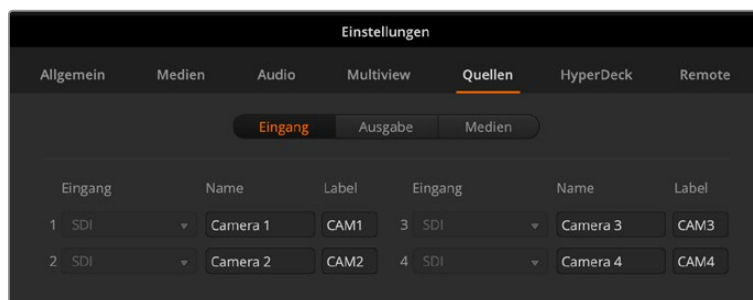 Einstellungen
Allgemein Medien Audio Multiview Quellen HyperDeck Remote
Eingang Ausgabe Medien
Eingang Name Label Eingang Name Label
1 SDI Camera 1 CAM1 3 SDI Camera 3 CAM3
2 SDI Camera 2 CAM2 4 SDI Camera 4 CAM4